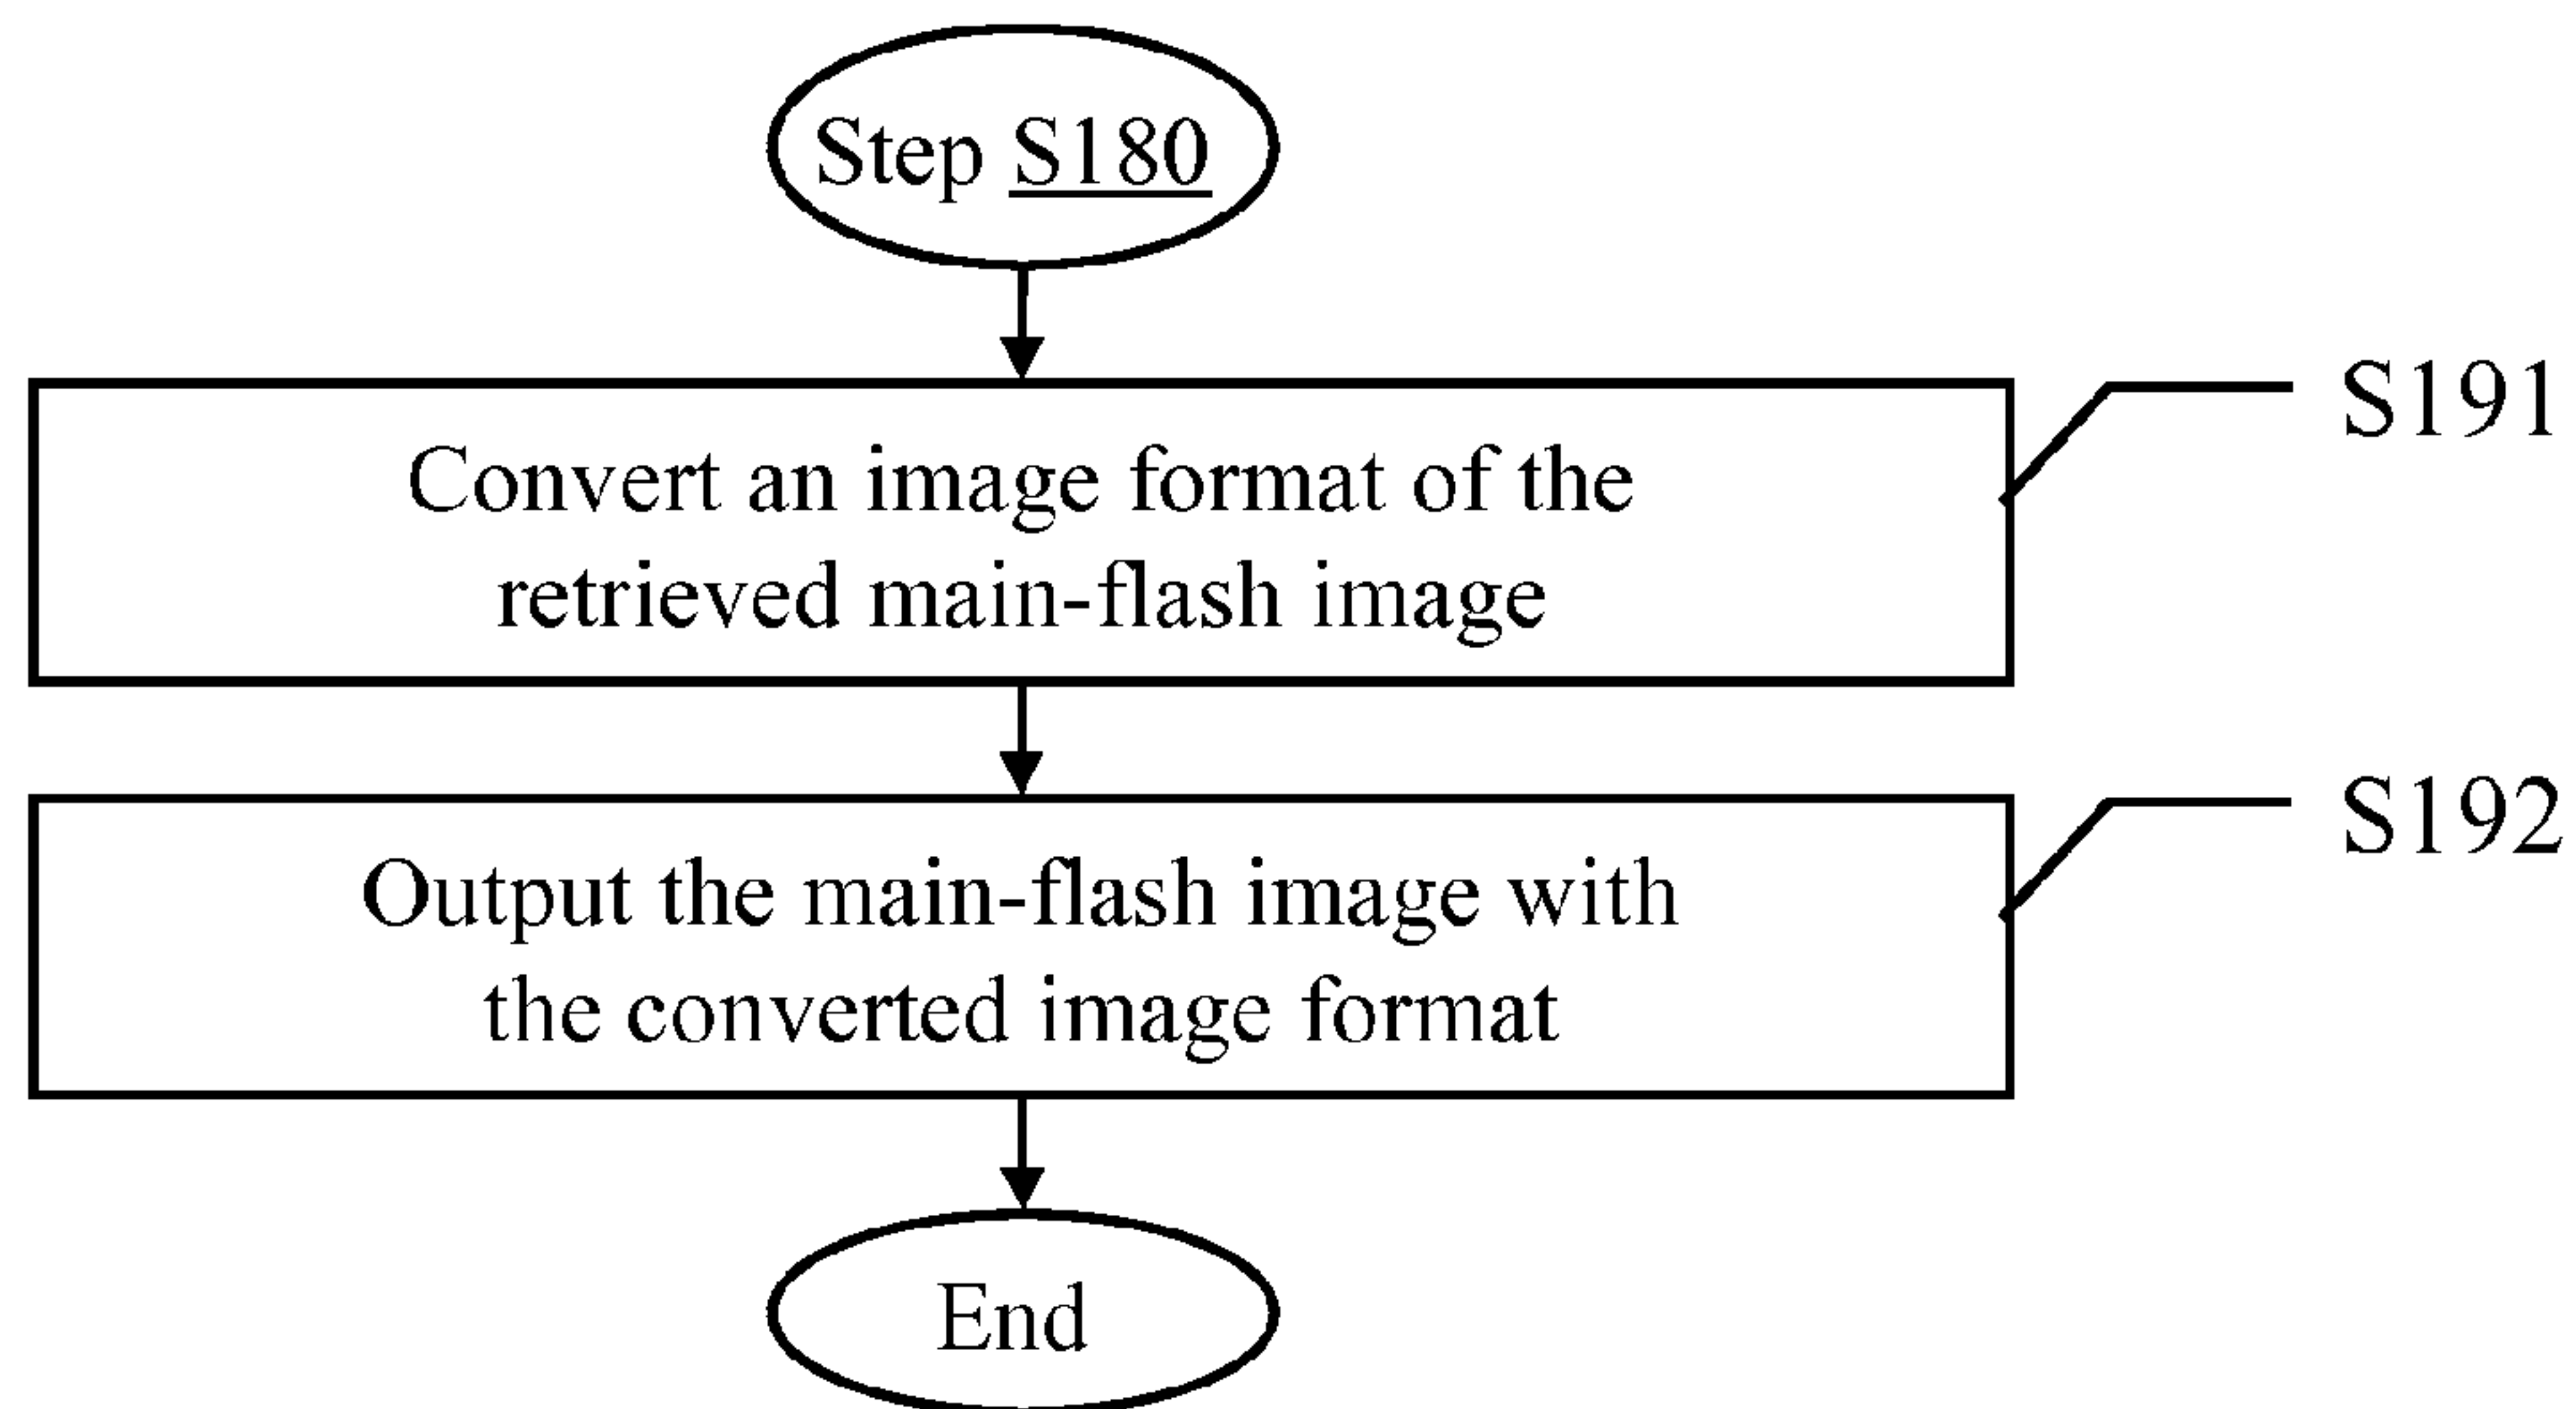 Step S180
S191
Convert an image format of the
retrieved main-flash image
S192
Output the main-flash image with
the converted image format
End